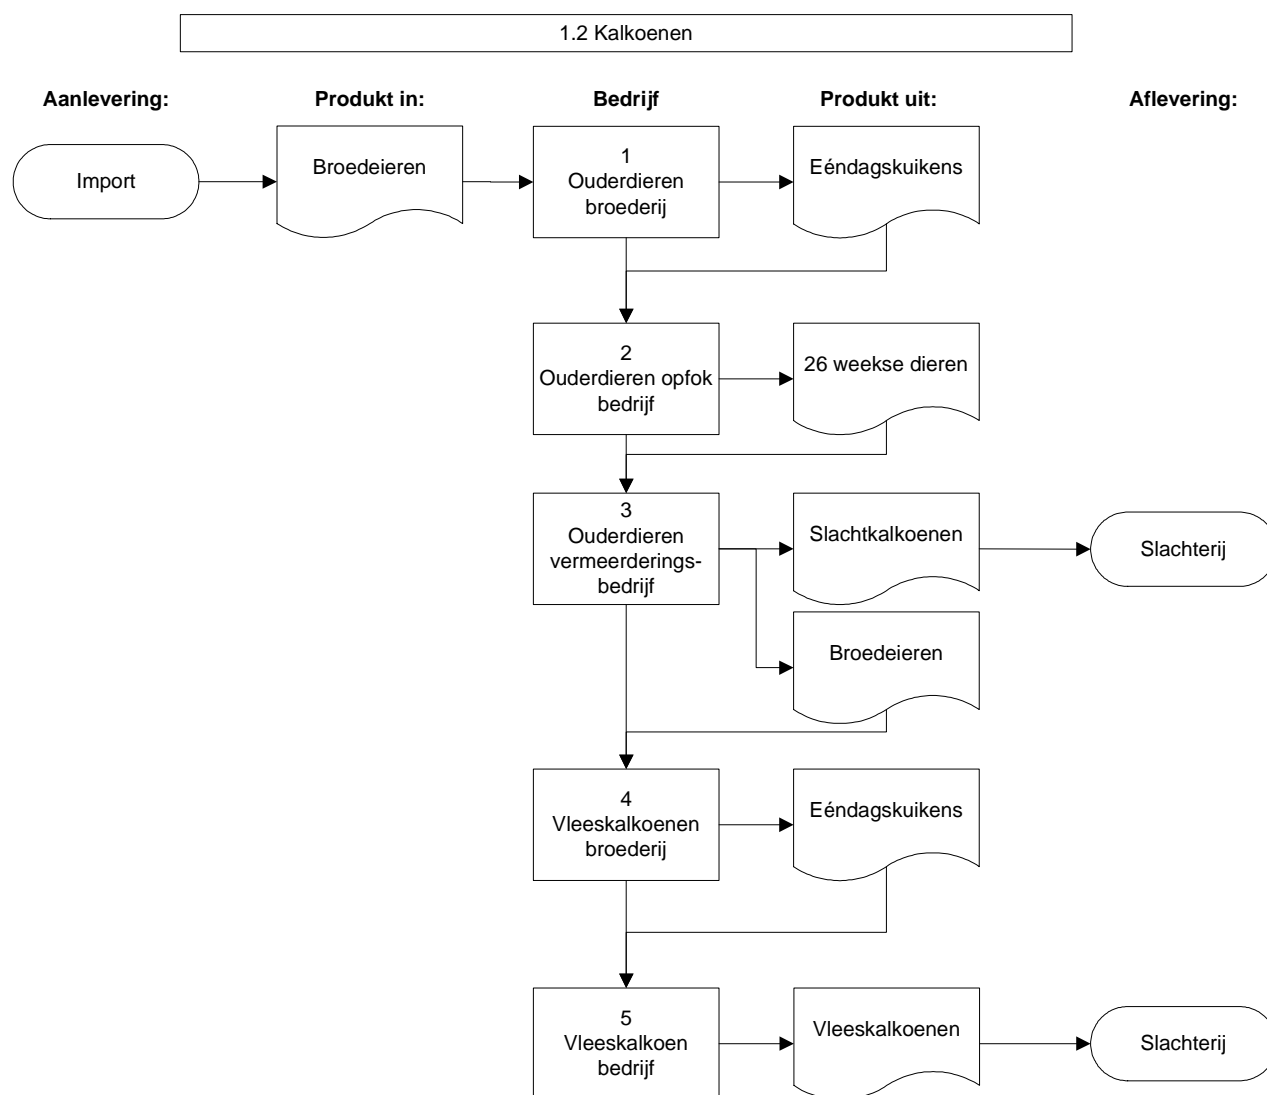 1.2 Kalkoenen
Aanlevering:
Produkt in:
Bedrijf
Produkt uit:
Aflevering:
Import
Broedeieren
1
Ouderdieren
broederij
Eéndagskuikens
2
Ouderdieren opfok
bedrijf
26 weekse dieren
3
Ouderdieren
vermeerderings-
bedrijf
Slachtkalkoenen
Slachterij
Broedeieren
4
Vleeskalkoenen
broederij
Eéndagskuikens
5
Vleeskalkoen
bedrijf
Vleeskalkoenen
Slachterij